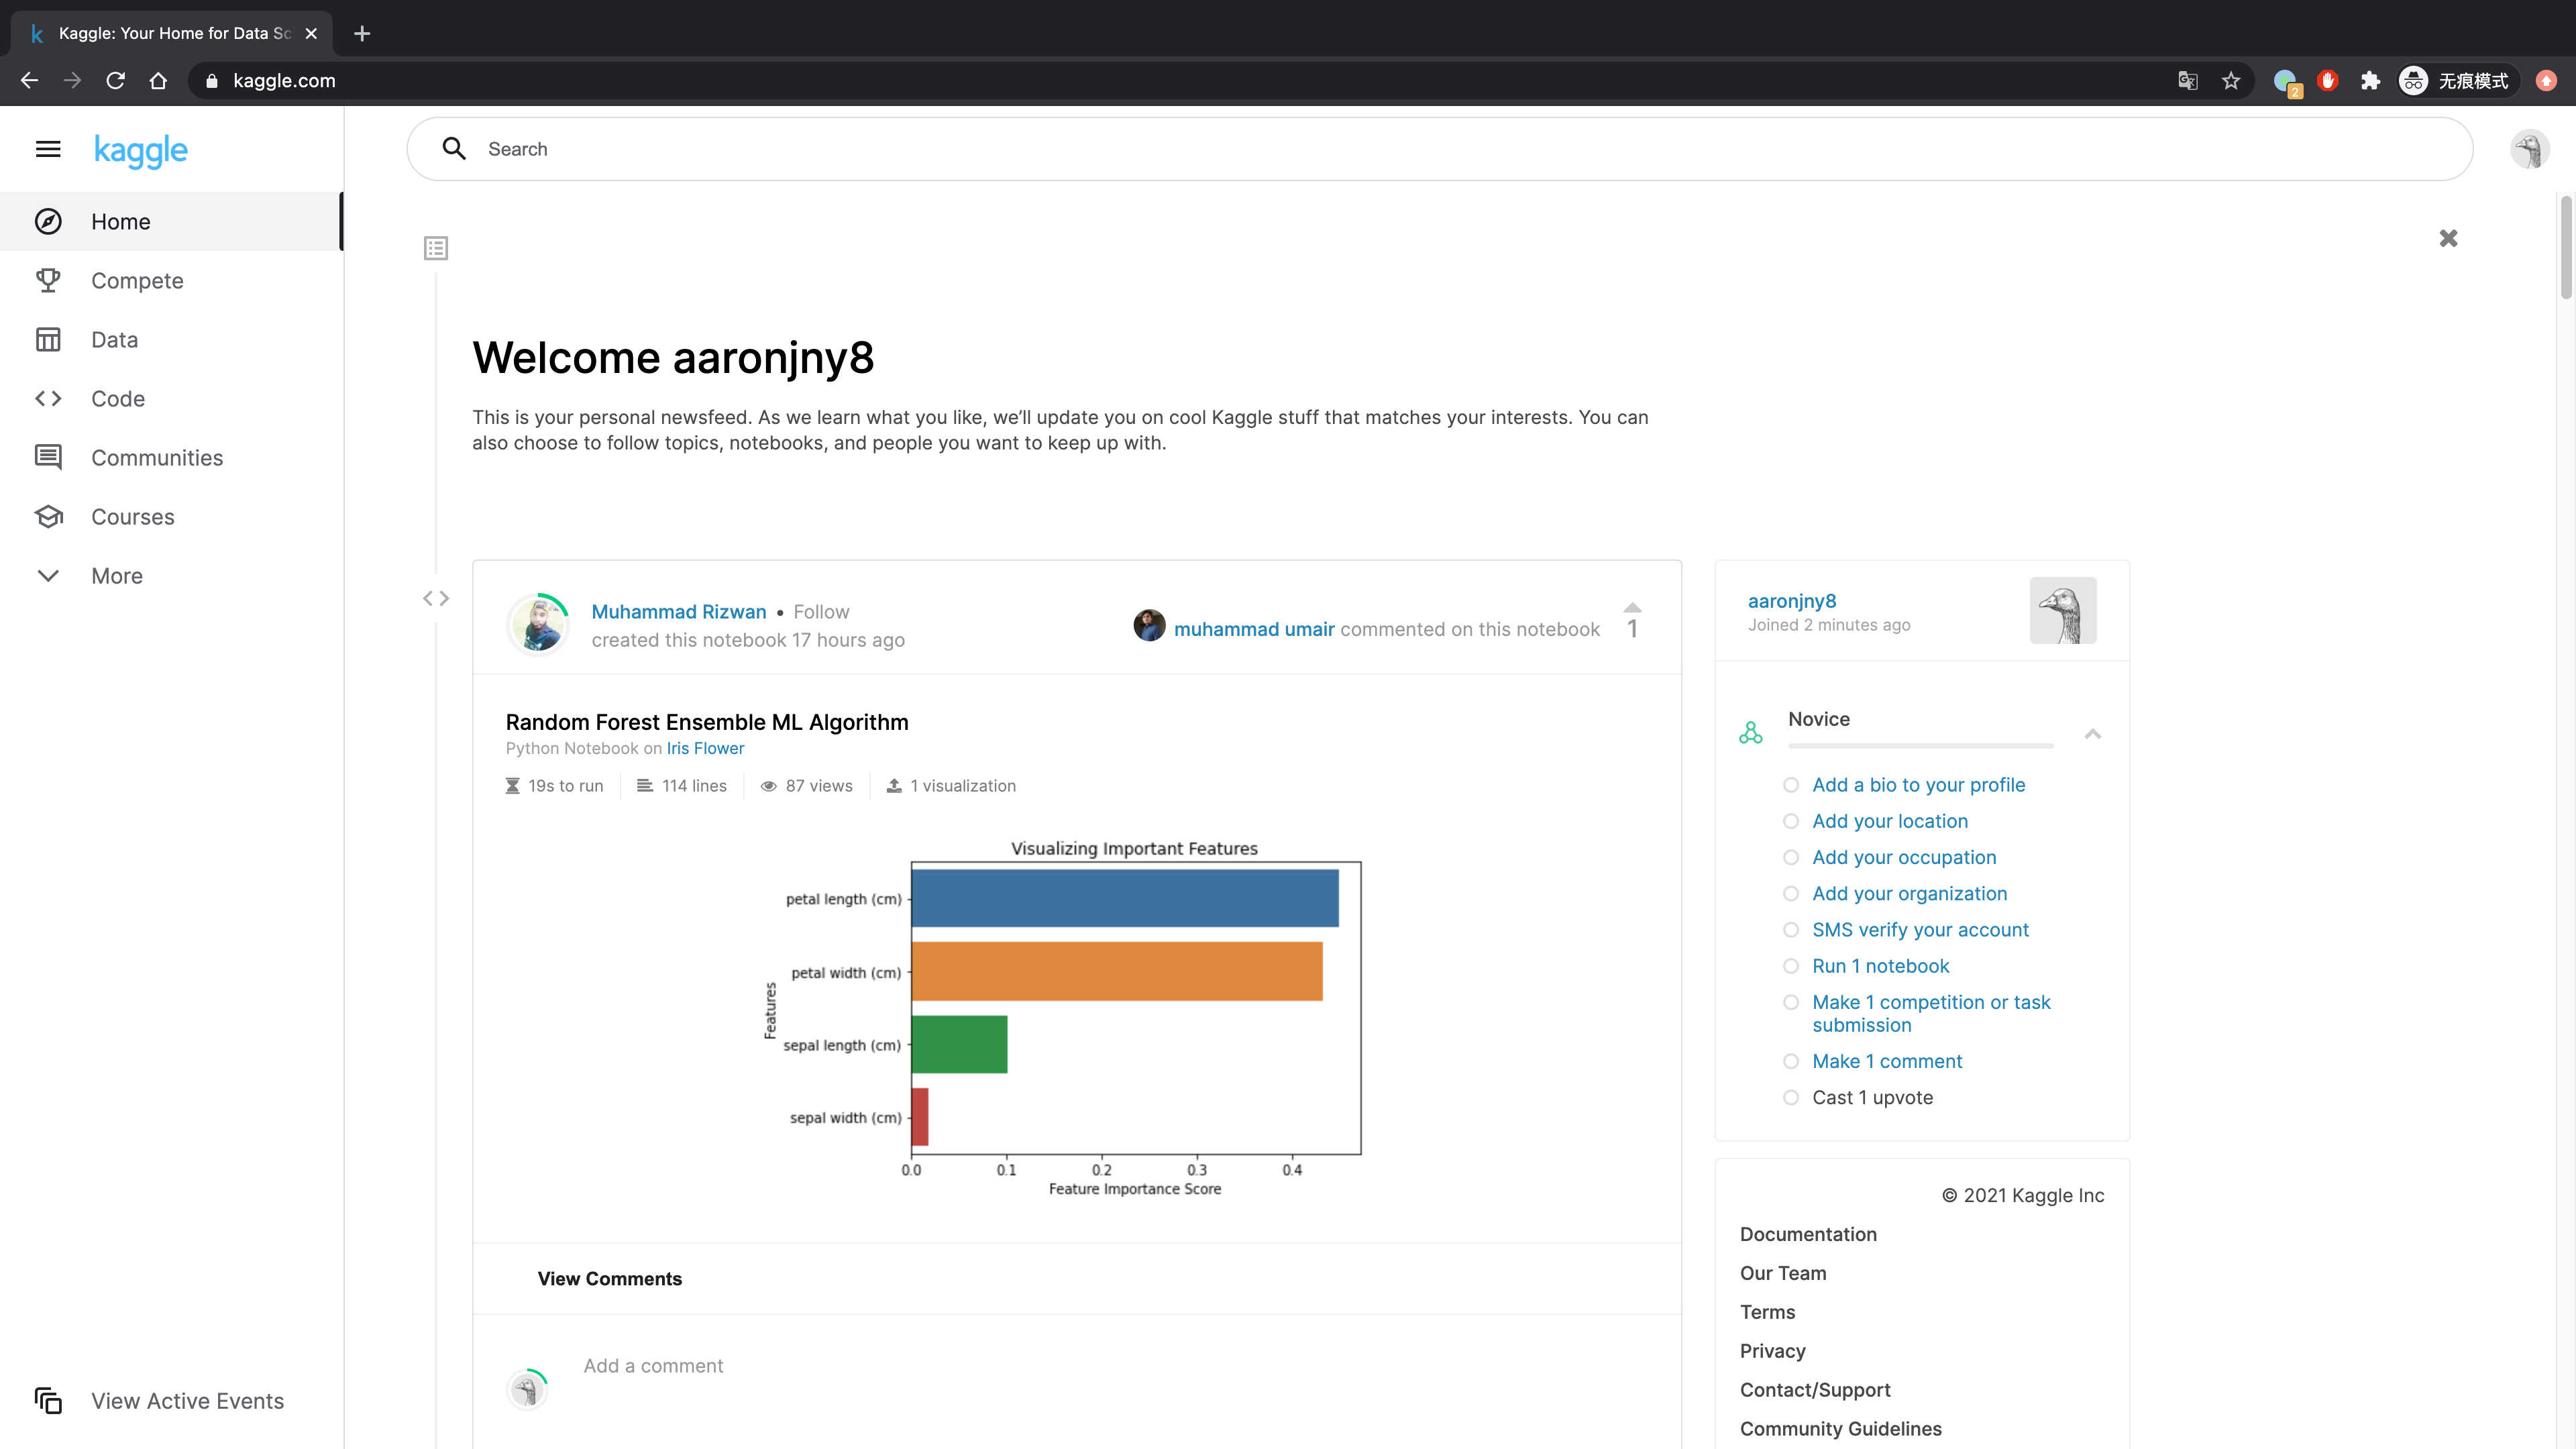 Kaggle: Your Home for Data Sc
kaggle.com
2
无痕模式
kaggle
Search
Home
Compete
Data
Code
Communities
Courses
More
View Active Events
Welcome aaronjny8
This is your personal newsfeed. As we learn what you like, we’ll update you on cool Kaggle stuff that matches your interests. You can
also choose to follow topics, notebooks, and people you want to keep up with.
Muhammad Rizwan • Follow
created this notebook 17 hours ago
muhammad umair commented on this notebook
1
Random Forest Ensemble ML Algorithm
Python Notebook on Iris Flower
19s to run
114 lines
87 views
1 visualization
Visualizing Important Features
Features
petal length (cm)
petal width (cm)
sepal length (cm)
sepal width (cm)
0.0 0.1 0.2 0.3 0.4
Feature Importance Score
View Comments
Add a comment
aaronjny8
Joined 2 minutes ago
Novice
Add a bio to your profile
Add your location
Add your occupation
Add your organization
SMS verify your account
Run 1 notebook
Make 1 competition or task
submission
Make 1 comment
Cast 1 upvote
© 2021 Kaggle Inc
Documentation
Our Team
Terms
Privacy
Contact/Support
Community Guidelines